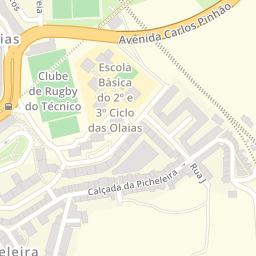 Avenida Carlos Pinhão
Clube
de Rugby
do Técnico
Escola
Básica
do 2º e
3º Ciclo
das Olaias
Rua J
Calçada da Picheleira